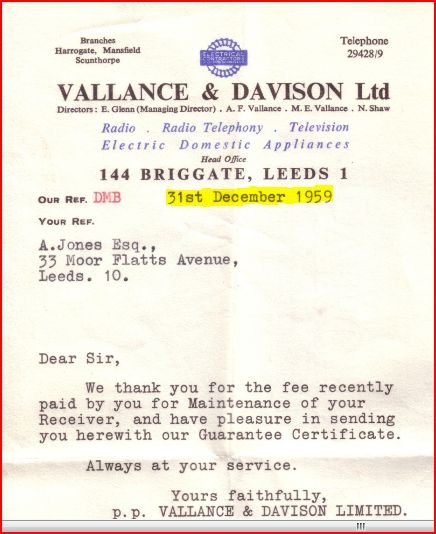 Branches
Harrogate, Mansfield
Scunthorpe
ELECTRICAL
CONTRACTORS
Telephone
29428/9
VALLANCE & DAVISON Ltd
Directors: E. Glenn (Managing Director) . A. F. Vallance . M. E. Vallance . N. Shaw
Radio . Radio Telephony . Television
Electric Domestic Appliances
Head Office
144 BRIGGATE, LEEDS 1
OUR REF. DMB 31st December 1959
YOUR REF.
A.Jones Esq.,
33 Moor Flatts Avenue,
Leeds. 10.
Dear Sir,
We thank you for the fee recently
paid by you for Maintenance of your
Receiver, and have pleasure in sending
you herewith our Guarantee Certificate.
Always at your service.
Yours faithfully,
p.p. VALLANCE & DAVISON LIMITED.